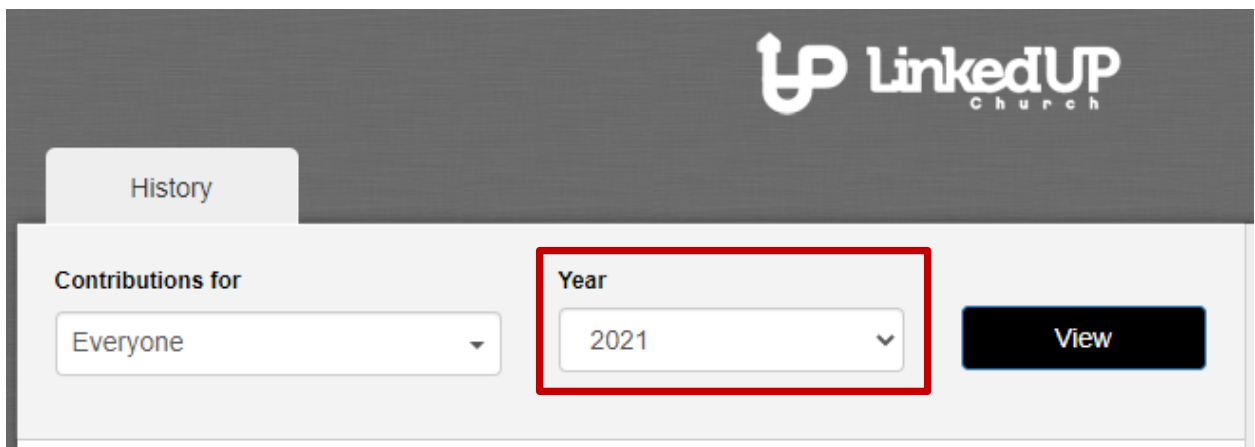 LinkedUP
Church
History
Contributions for
Year
Everyone
2021
View